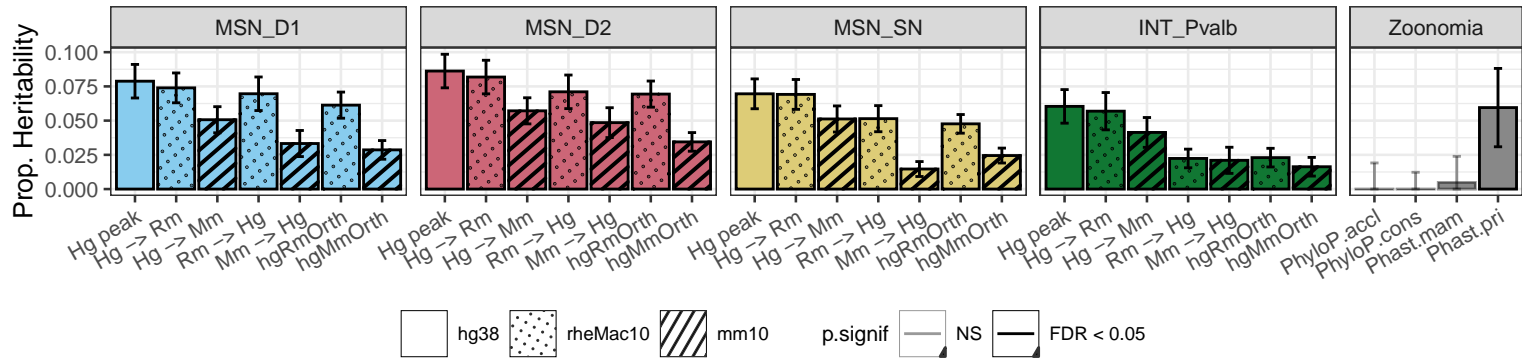 MSN_D1 MSN_D2 MSN_SN INT_Pvalb Zoonomia
Prop. Heritability
0.100
0.075
0.050
0.025
0.000
Hg peak Hg −> Rm Hg −> Mm Rm −> Hg Mm −> Hg hgRmOrth hgMmOrth
Hg peak Hg −> Rm Hg −> Mm Rm −> Hg Mm −> Hg hgRmOrth hgMmOrth
Hg peak Hg −> Rm Hg −> Mm Rm −> Hg Mm −> Hg hgRmOrth hgMmOrth
Hg peak Hg −> Rm Hg −> Mm Rm −> Hg Mm −> Hg hgRmOrth hgMmOrth
PhyloP.accl PhyloP.cons Phast.mam Phast.pri
hg38 rheMac10 mm10 p.signif NS FDR < 0.05